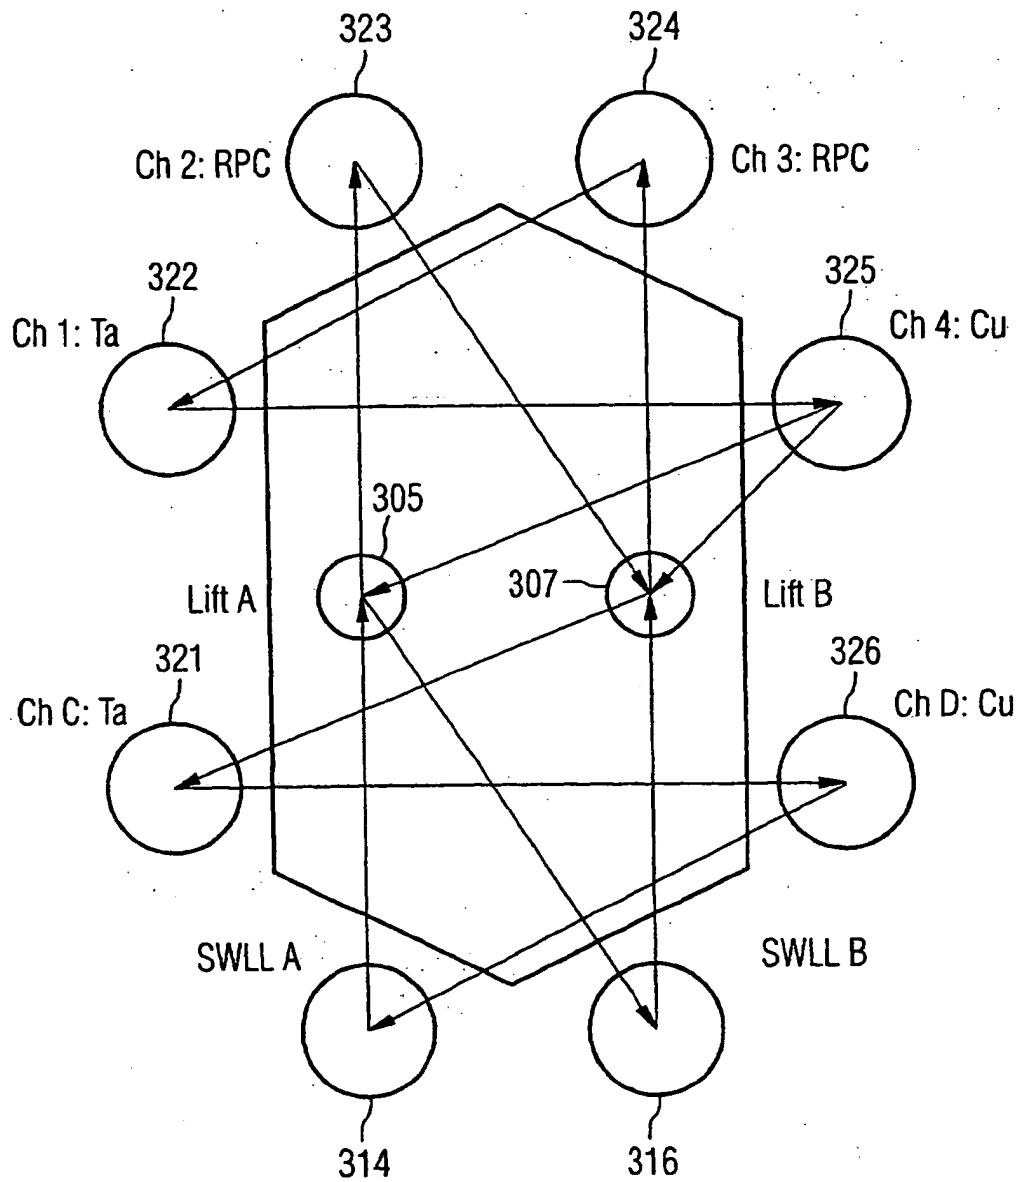 323
324
Ch 2: RPC
Ch 3: RPC
322
325
Ch 1: Ta
Ch 4: Cu
305
307
Lift A
Lift B
321
326
Ch C: Ta
Ch D: Cu
SWLL A
SWLL B
314
316